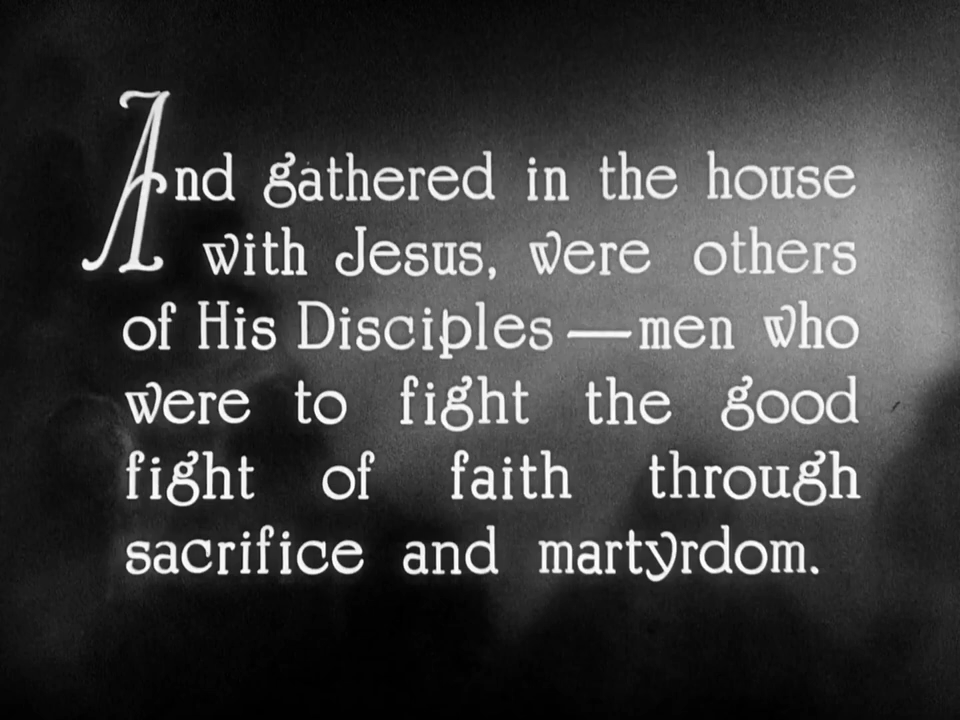 And gathered in the house
with Jesus, were others
of His Disciples — men who
were to fight the good
fight of faith through
sacrifice and martyrdom.